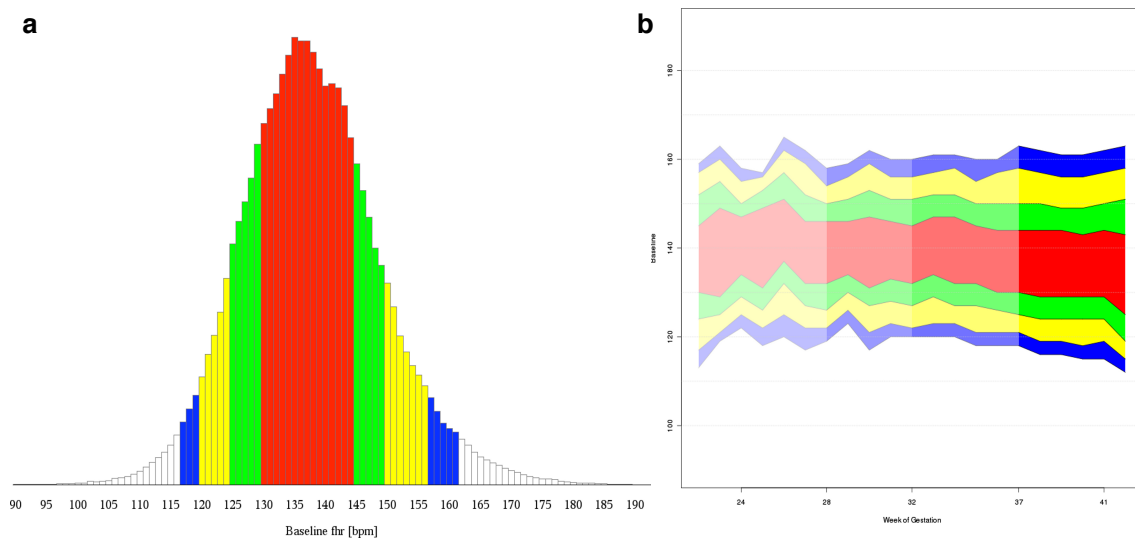 a
90 95 100 105 110 115 120 125 130 135 140 145 150 155 160 165 170 175 180 185 190
Baseline fhr [bpm]
b
180
160
140
120
100
Baseline
24 28 32 37 41
Week of Gestation